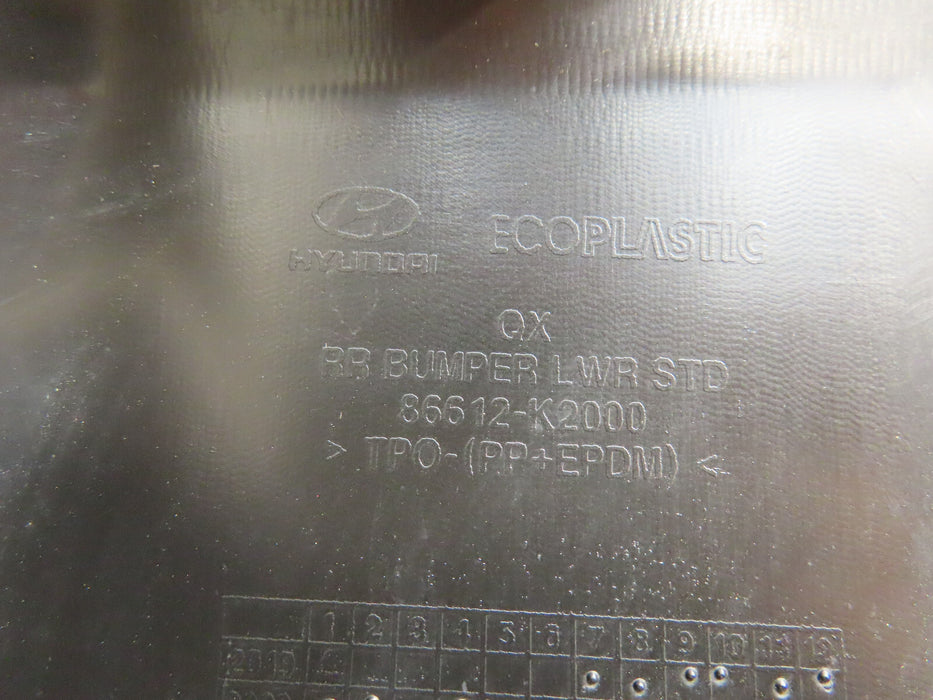 HYUNDAI ECOPLASTIC
QX
RR BUMPER LWR STD
86612-K2000
> TPO-(PP+EPDM) <
1 2 3 4 5 6 7 8 9 10 11 12
2019